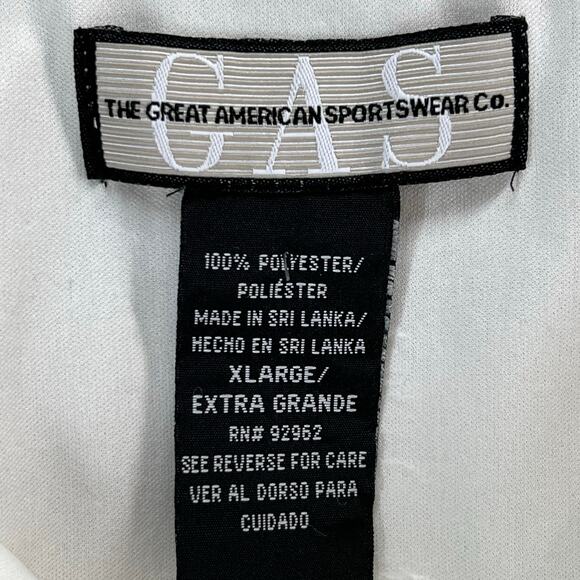 GAS
THE GREAT AMERICAN SPORTSWEAR CO.
100% POLYESTER/
POLIÉSTER
MADE IN SRI LANKA/
HECHO EN SRI LANKA
XLARGE/
EXTRA GRANDE
RN# 92962
SEE REVERSE FOR CARE
VER AL DORSO PARA
CUIDADO